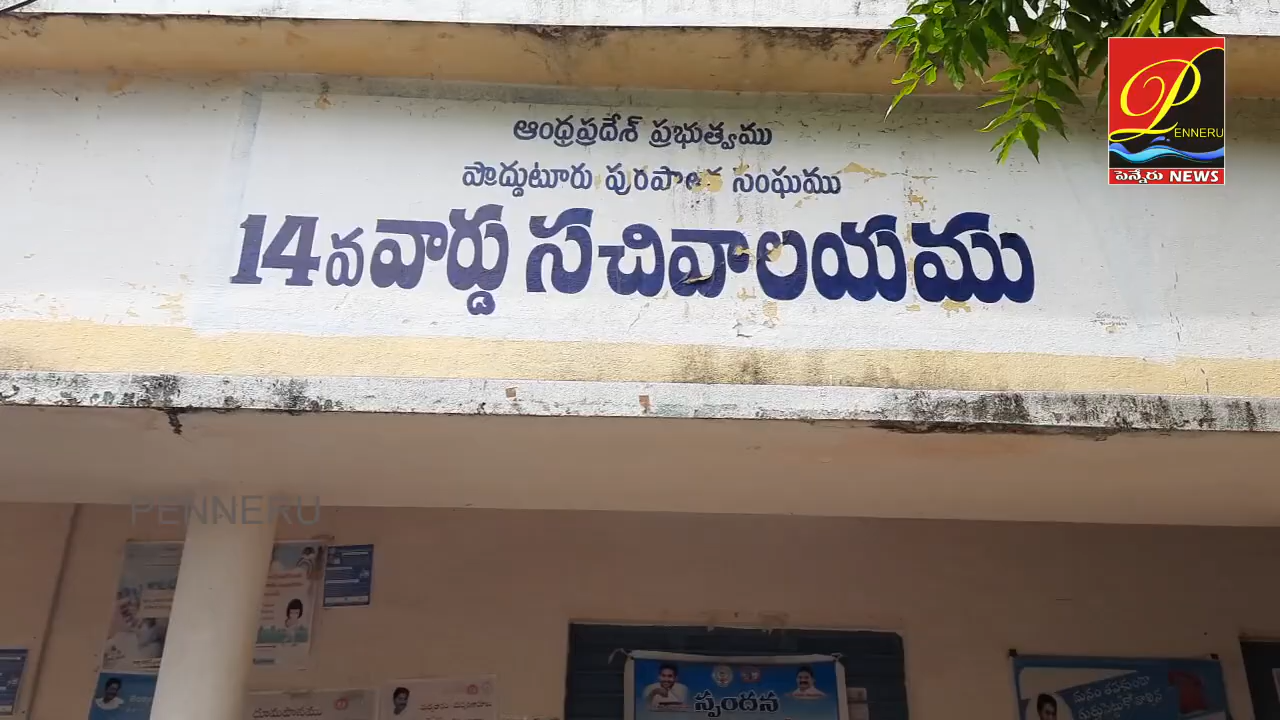 ఆంధ్రప్రదేశ్ ప్రభుత్వము
పొద్దుటూరు పురపాలక సంఘము
14వ వార్డు సచివాలయము
PENNERU
పెన్నేరు NEWS
PENNERU
స్పందన